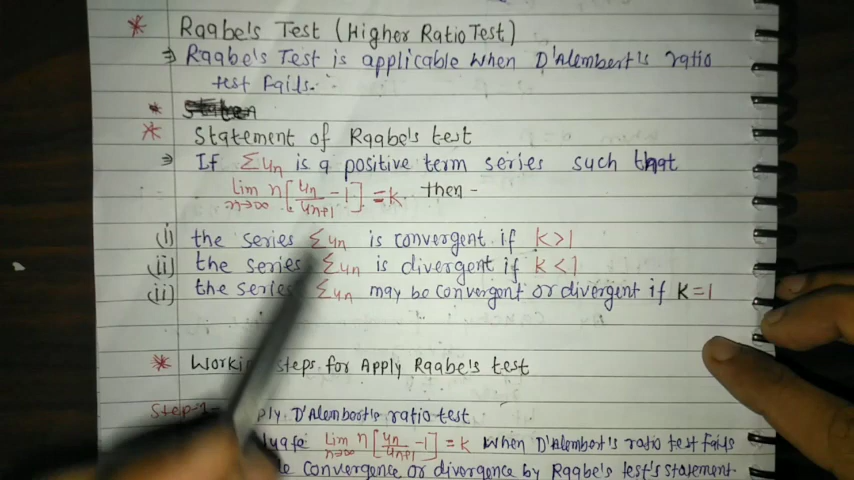 * Raabe's Test (Higher Ratio Test)
⇒ Raabe's Test is applicable when D'Alembert's ratio
test fails.
*
* Statement of Raabe's test
⇒ If Σun is a positive term series such that
lim n→∞ n[un/un+1 - 1] = k. then -
(i) the series Σun is convergent if k>1
(ii) the series Σun is divergent if k<1
(ii) the series Σun may be convergent or divergent if k=1
* Working steps for Apply Raabe's test
Step-1- D'Alembert's ratio test
lim n→∞ n[un/un+1 - 1] = k when D'Alembert's ratio test fails
convergence or divergence by Raabe's test's statement.